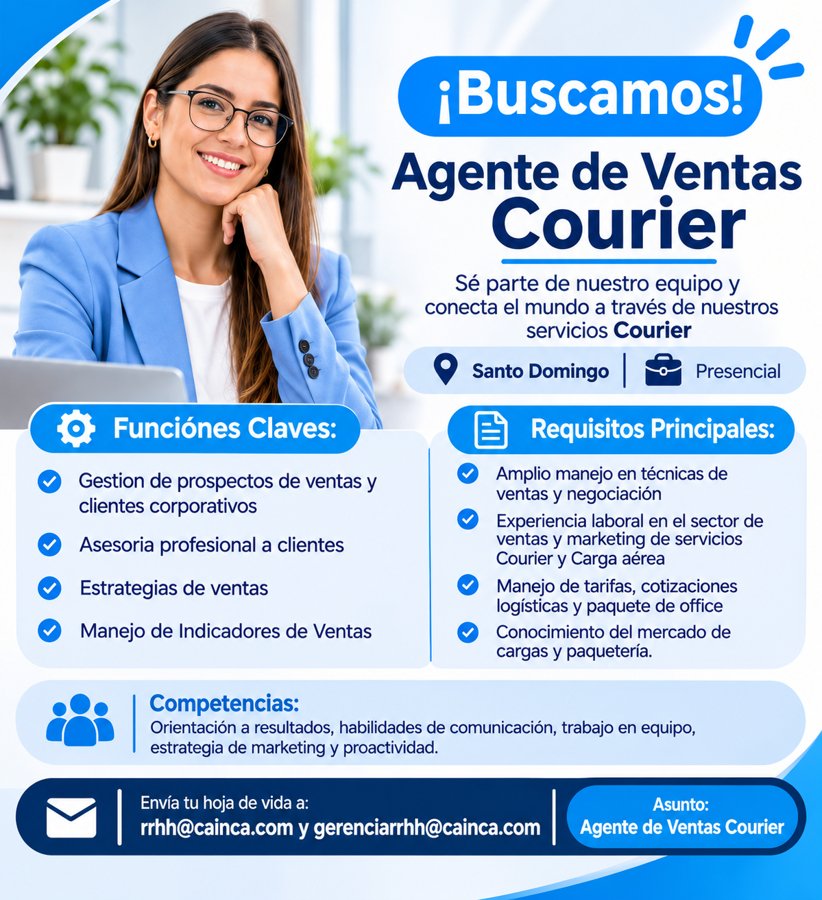 ¡Buscamos!
Agente de Ventas
Courier
Sé parte de nuestro equipo y
conecta el mundo a través de nuestros
servicios Courier
Santo Domingo | Presencial
Funciónes Claves:
Gestion de prospectos de ventas y
clientes corporativos
Asesoria profesional a clientes
Estrategias de ventas
Manejo de Indicadores de Ventas
Requisitos Principales:
Amplio manejo en técnicas de
ventas y negociación
Experiencia laboral en el sector de
ventas y marketing de servicios
Courier y Carga aérea
Manejo de tarifas, cotizaciones
logísticas y paquete de office
Conocimiento del mercado de
cargas y paquetería.
Competencias:
Orientación a resultados, habilidades de comunicación, trabajo en equipo,
estrategia de marketing y proactividad.
Envía tu hoja de vida a:
rrhh@cainca.com y gerenciarrhh@cainca.com
Asunto:
Agente de Ventas Courier